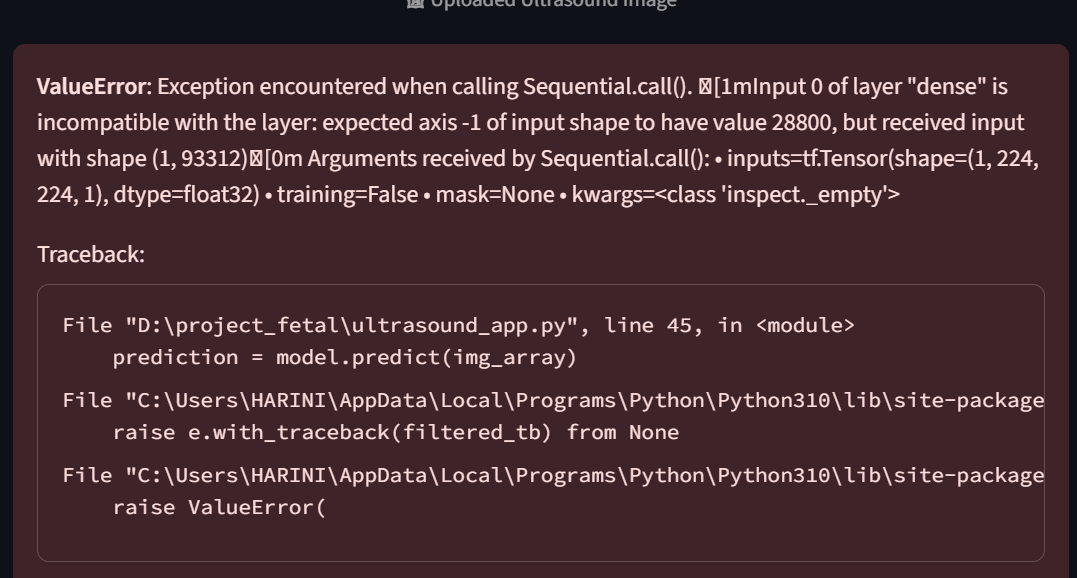 Uploaded Ultrasound Image
ValueError: Exception encountered when calling Sequential.call(). [1mInput 0 of layer "dense" is
incompatible with the layer: expected axis -1 of input shape to have value 28800, but received input
with shape (1, 93312)[0m Arguments received by Sequential.call(): • inputs=tf.Tensor(shape=(1, 224,
224, 1), dtype=float32) • training=False • mask=None • kwargs=<class 'inspect._empty'>
Traceback:
File "D:\project_fetal\ultrasound_app.py", line 45, in <module>
prediction = model.predict(img_array)
File "C:\Users\HARINI\AppData\Local\Programs\Python\Python310\lib\site-package
raise e.with_traceback(filtered_tb) from None
File "C:\Users\HARINI\AppData\Local\Programs\Python\Python310\lib\site-package
raise ValueError(